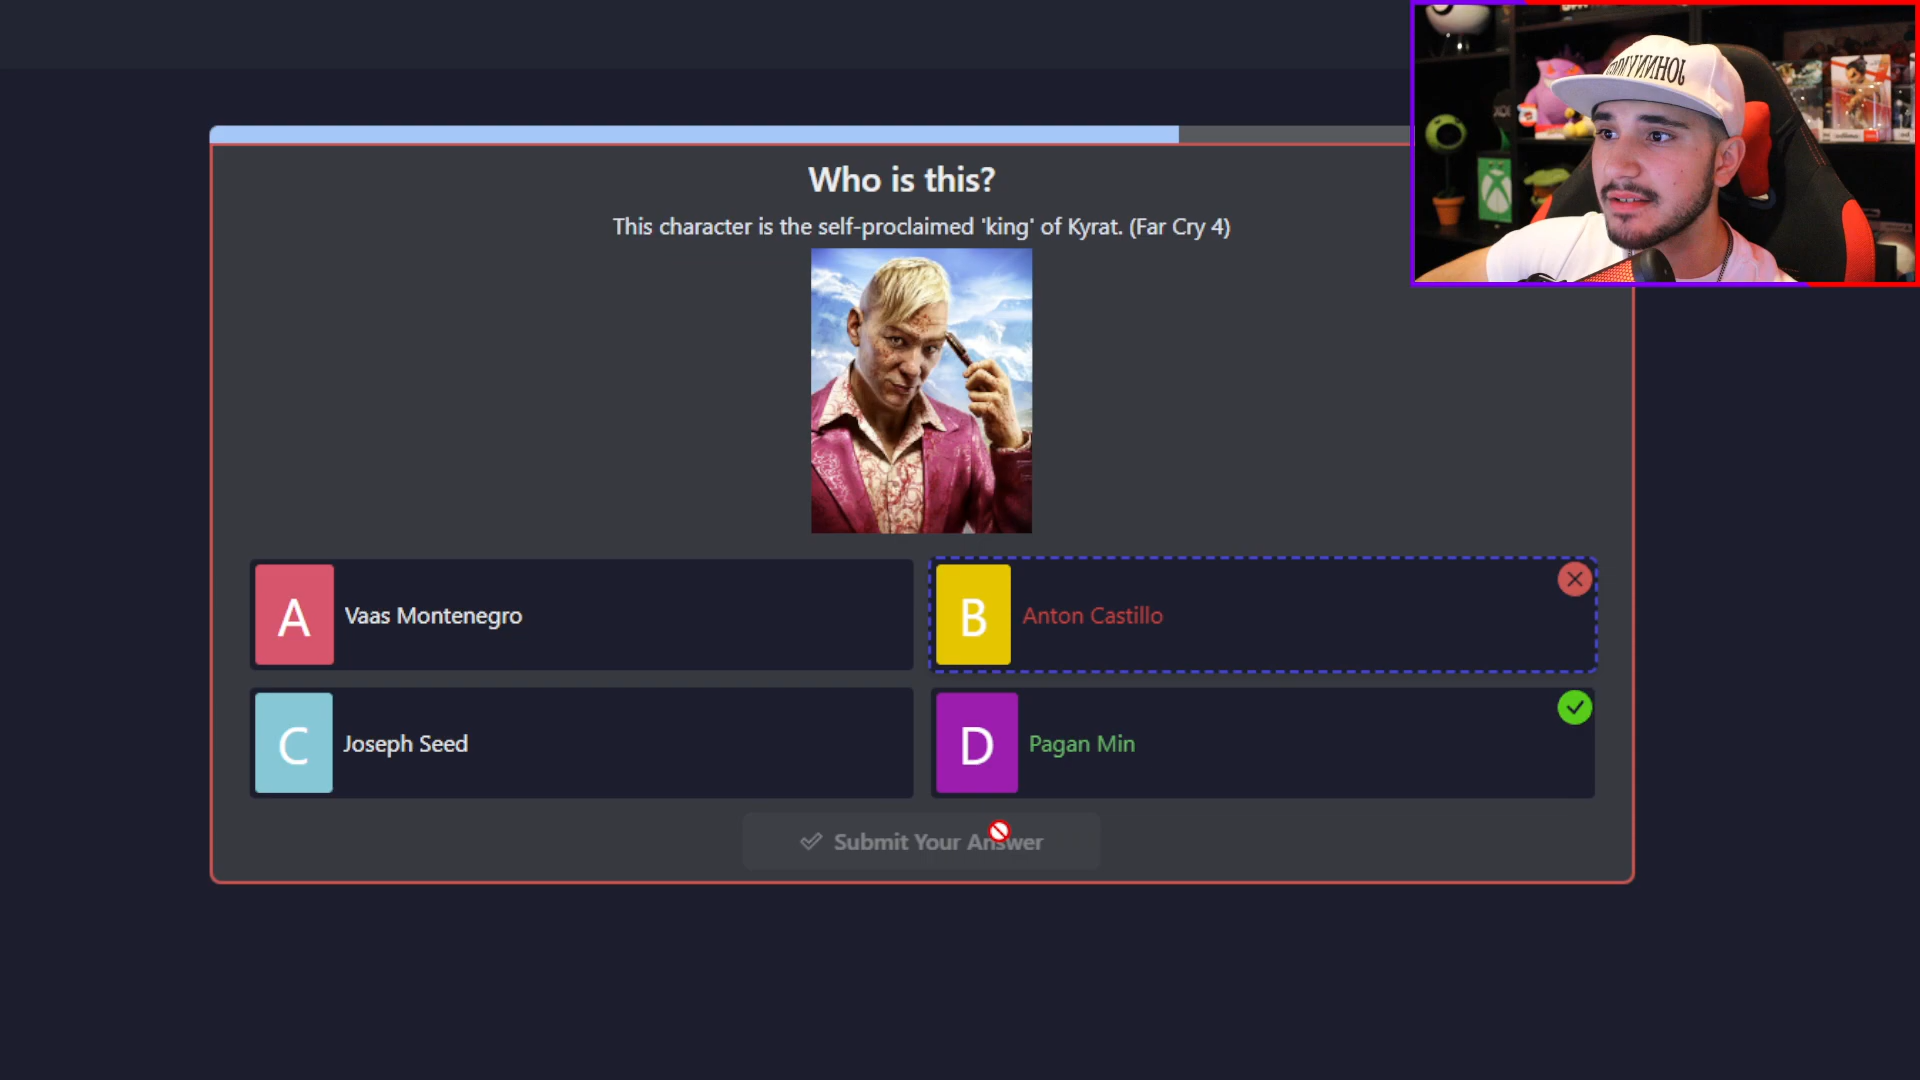 Who is this?
This character is the self-proclaimed 'king' of Kyrat. (Far Cry 4)
A
Vaas Montenegro
B
Anton Castillo
C
Joseph Seed
D
Pagan Min
Submit Your Answer